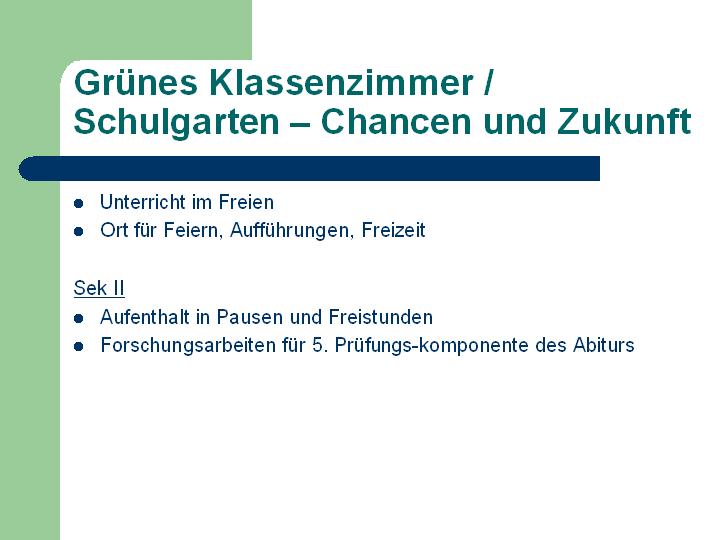 Grünes Klassenzimmer /
Schulgarten – Chancen und Zukunft
● Unterricht im Freien
● Ort für Feiern, Aufführungen, Freizeit
Sek II
● Aufenthalt in Pausen und Freistunden
● Forschungsarbeiten für 5. Prüfungs-komponente des Abiturs